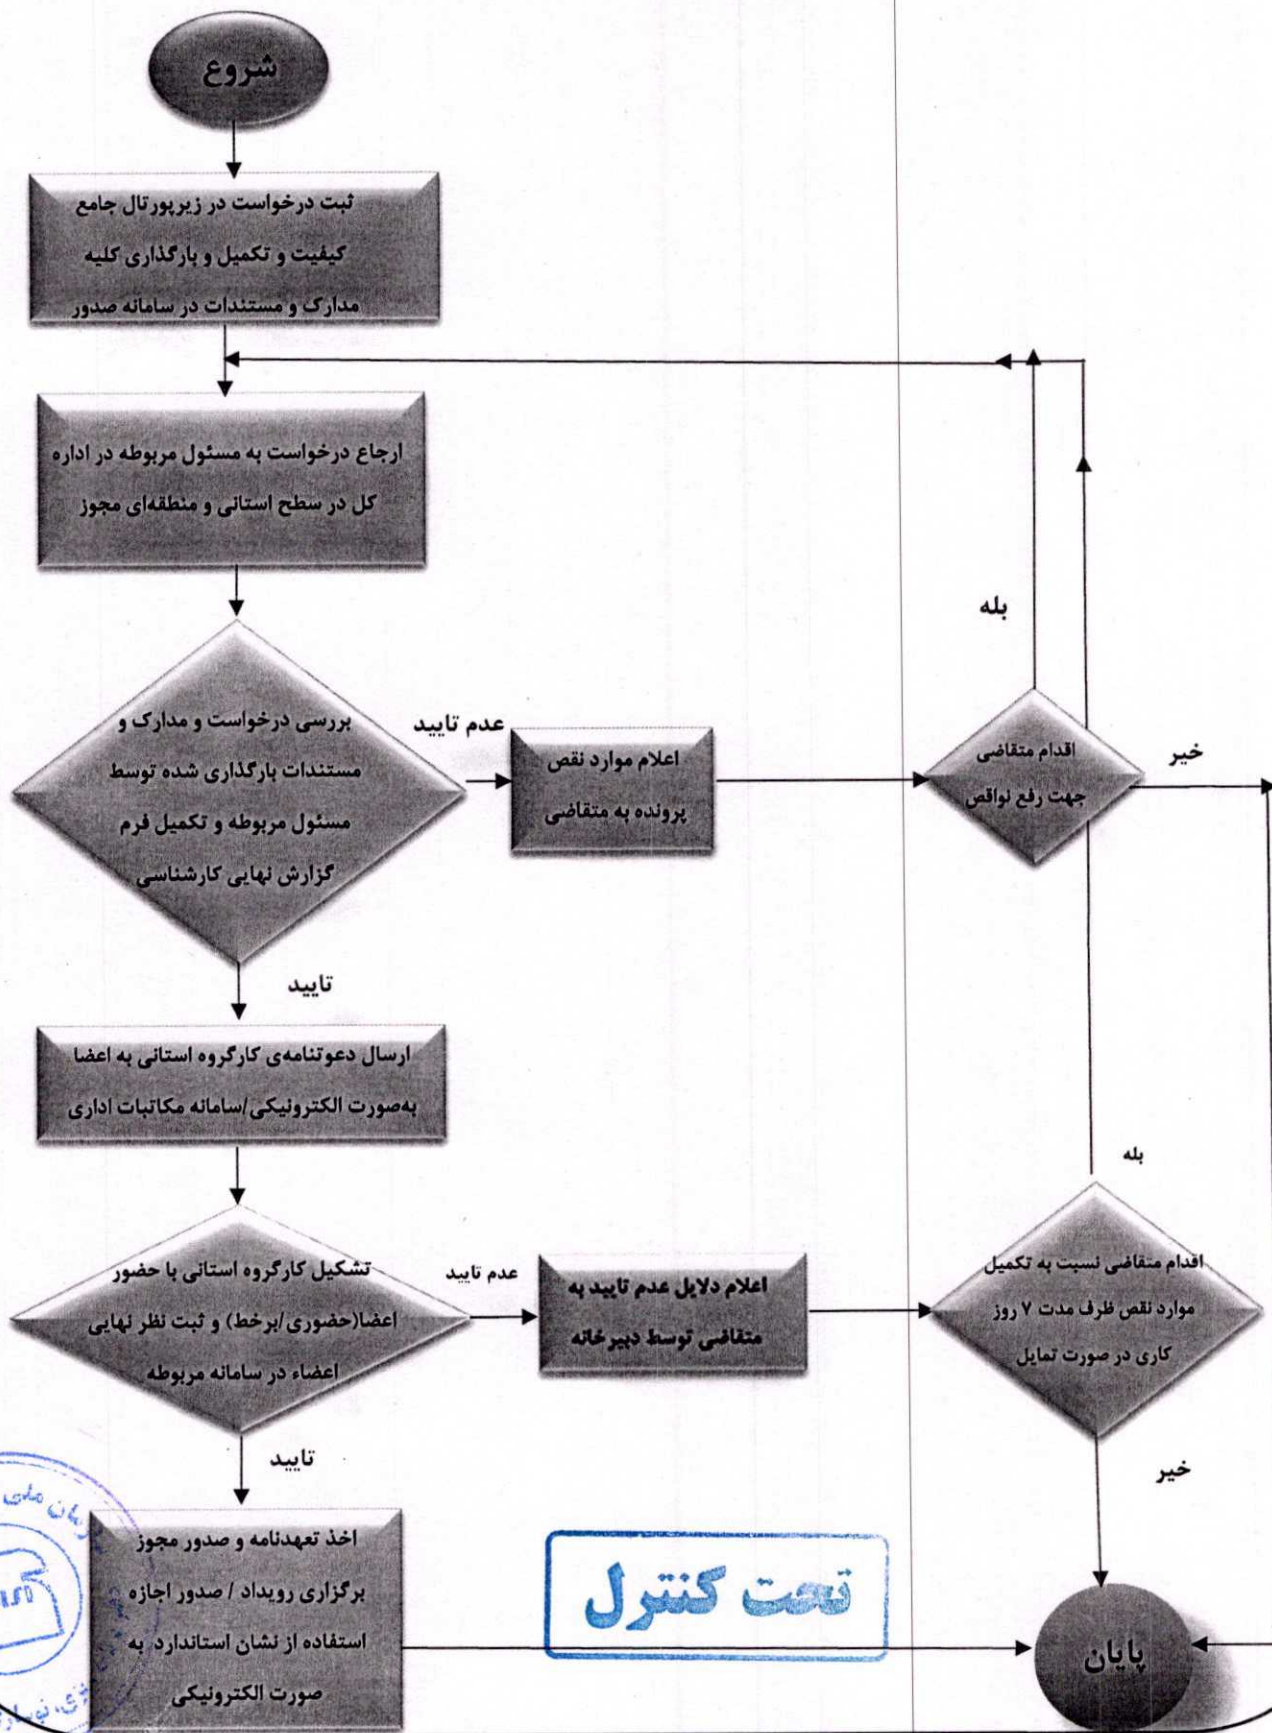 شروع
ثبت درخواست در زیرپورتال جامع
کیفیت و تکمیل و بارگذاری کلیه
مدارک و مستندات در سامانه صدور
ارجاع درخواست به مسئول مربوطه در اداره
کل در سطح استانی و منطقه‌ای مجوز
بررسی درخواست و مدارک و
مستندات بارگذاری شده توسط
مسئول مربوطه و تکمیل فرم
گزارش نهایی کارشناسی
عدم تایید
اعلام موارد نقص
پرونده به متقاضی
اقدام متقاضی
جهت رفع نواقص
بله
خیر
تایید
ارسال دعوتنامه‌ی کارگروه استانی به اعضا
به‌صورت الکترونیکی/سامانه مکاتبات اداری
تشکیل کارگروه استانی با حضور
اعضا(حضوری/برخط) و ثبت نظر نهایی
اعضاء در سامانه مربوطه
عدم تایید
اعلام دلایل عدم تایید به
متقاضی توسط دبیرخانه
بله
اقدام متقاضی نسبت به تکمیل
موارد نقص ظرف مدت ۷ روز
کاری در صورت تمایل
خیر
تایید
اخذ تعهدنامه و صدور مجوز
برگزاری رویداد / صدور اجازه
استفاده از نشان استاندارد به
صورت الکترونیکی
تحت کنترل
پایان